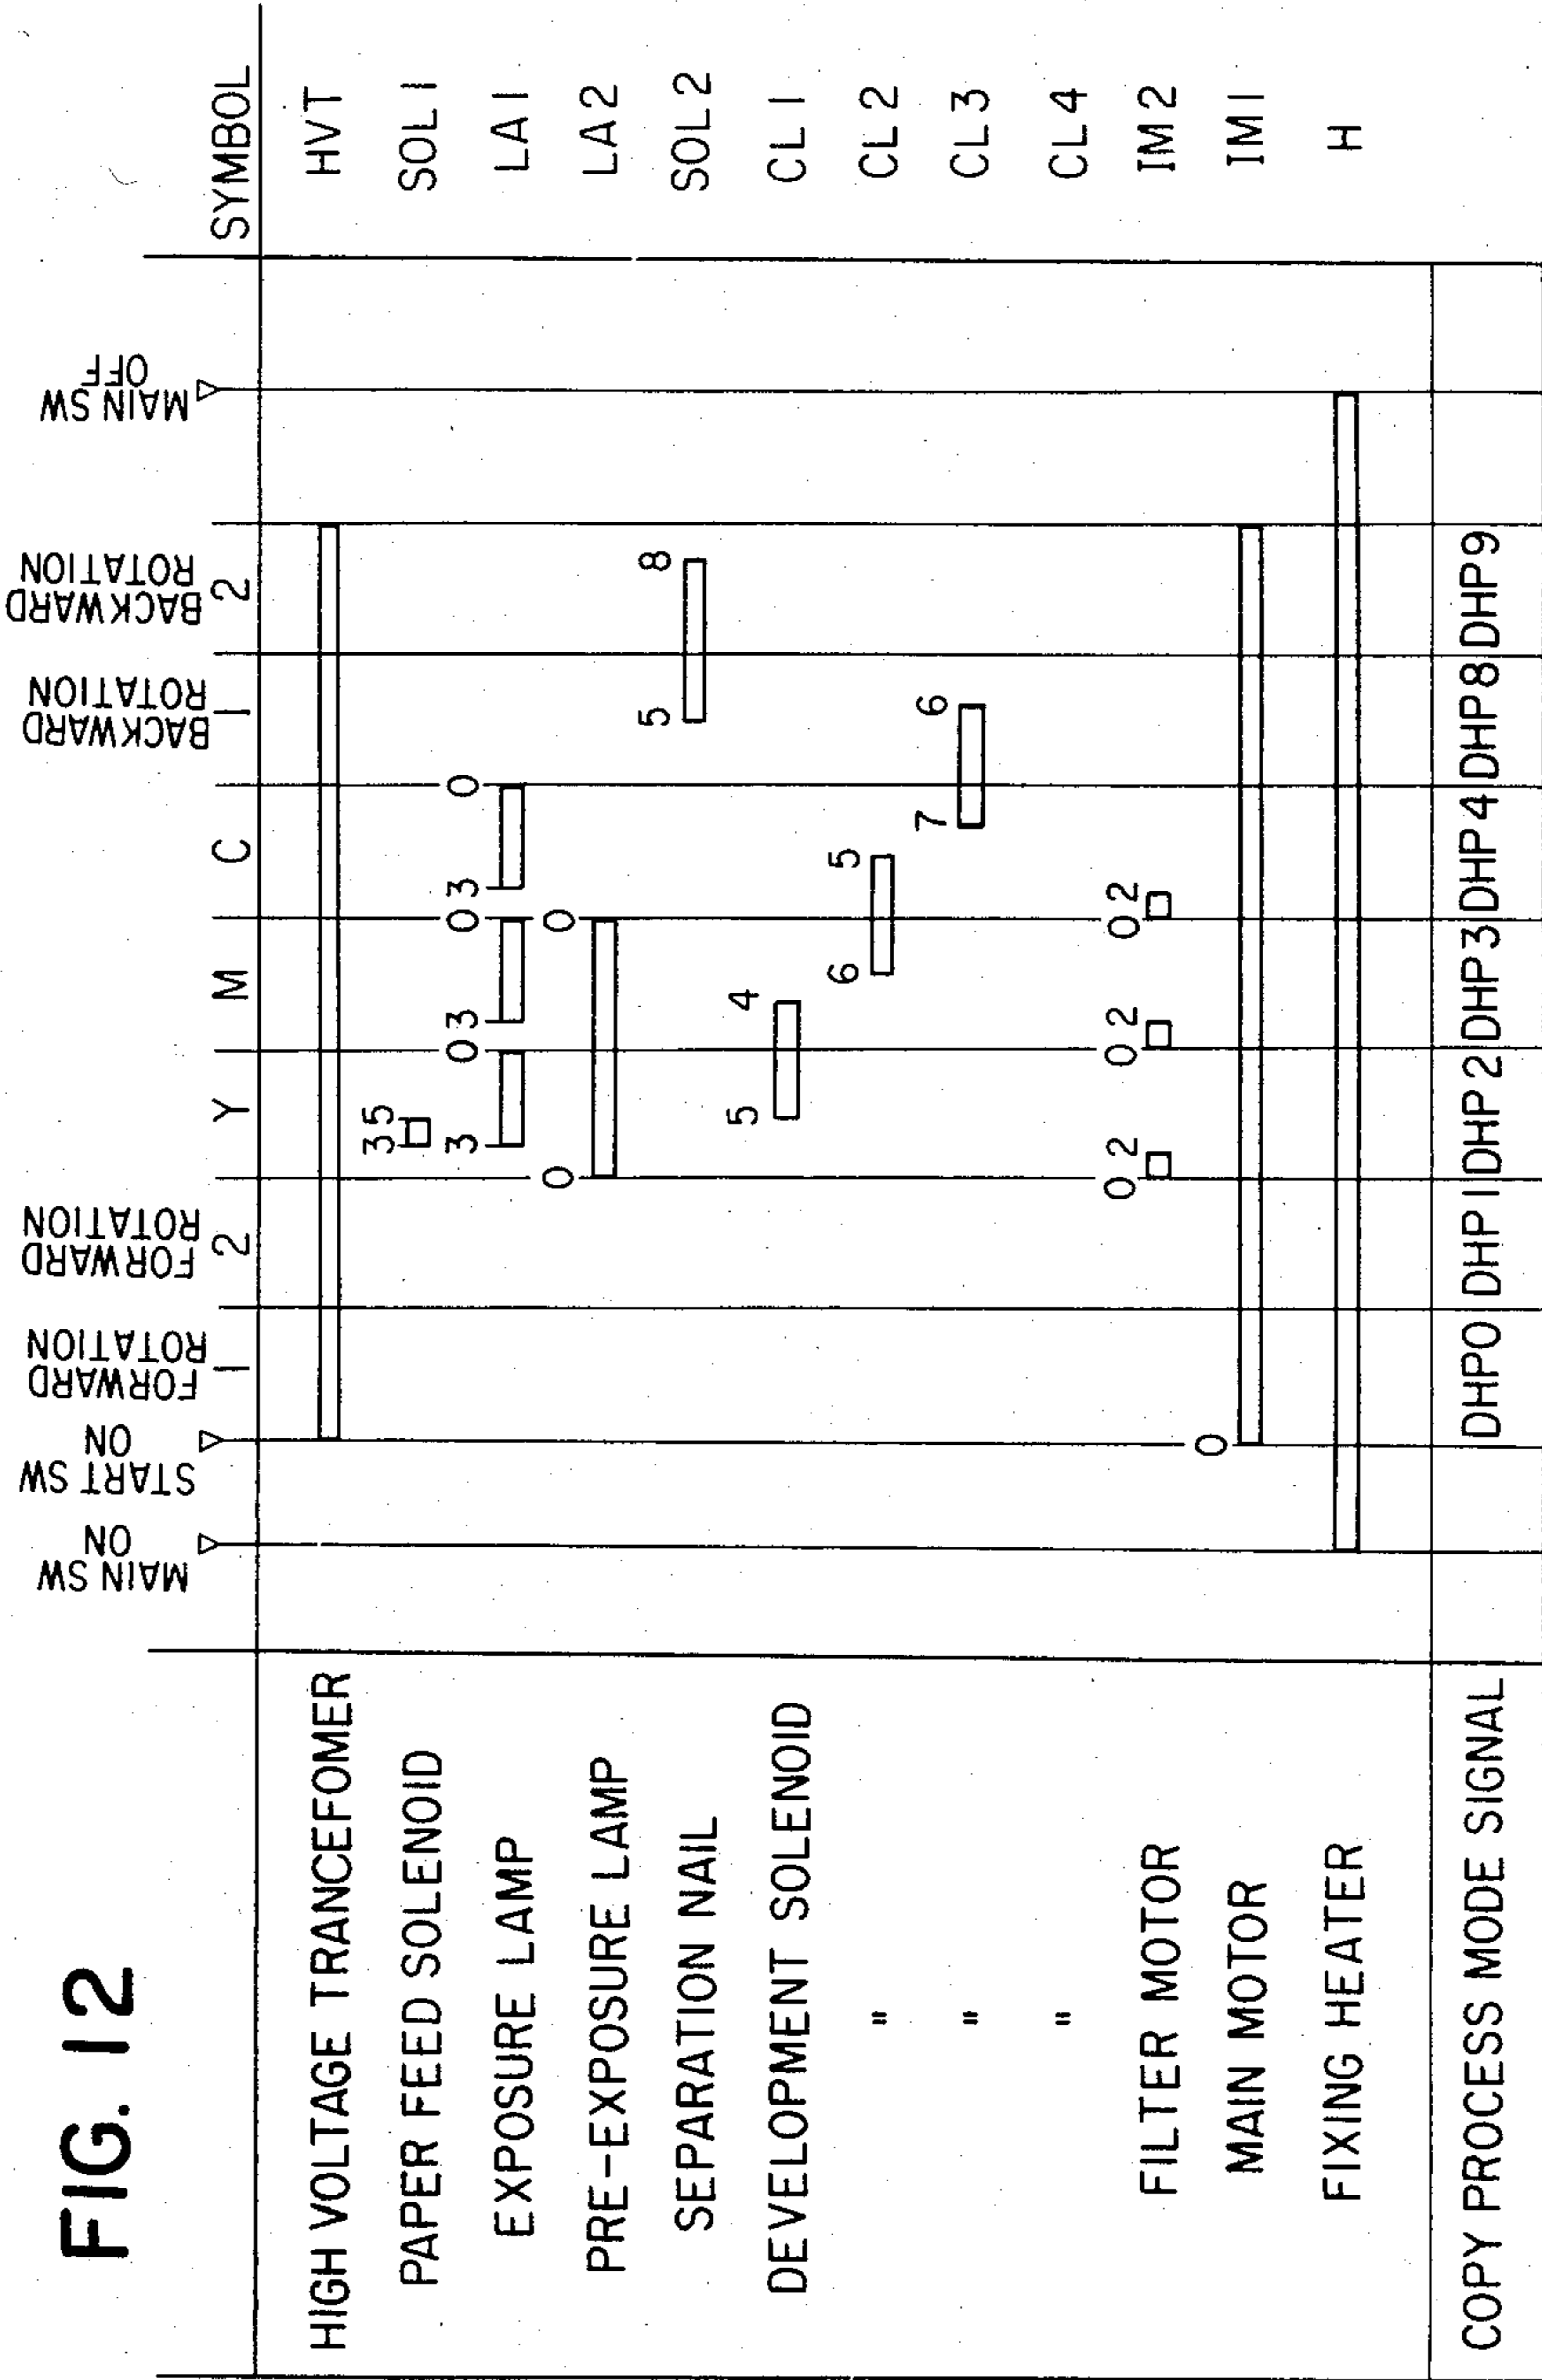 FIG. 12
MAIN SW ON
START SW ON
FORWARD ROTATION 1
FORWARD ROTATION 2
Y
M
C
BACKWARD ROTATION 1
BACKWARD ROTATION 2
MAIN SW OFF
SYMBOL
HIGH VOLTAGE TRANCEFOMER HVT
PAPER FEED SOLENOID 3 5 SOL 1
EXPOSURE LAMP 3 0 3 0 3 0 LA 1
PRE-EXPOSURE LAMP 0 0 LA 2
SEPARATION NAIL 5 8 SOL 2
DEVELOPMENT SOLENOID 5 4 CL 1
" 6 5 CL 2
" 7 6 CL 3
" CL 4
FILTER MOTOR 0 2 0 2 0 2 IM 2
MAIN MOTOR 0 IM 1
FIXING HEATER H
COPY PROCESS MODE SIGNAL DHP0 DHP1 DHP2 DHP3 DHP4 DHP8 DHP9